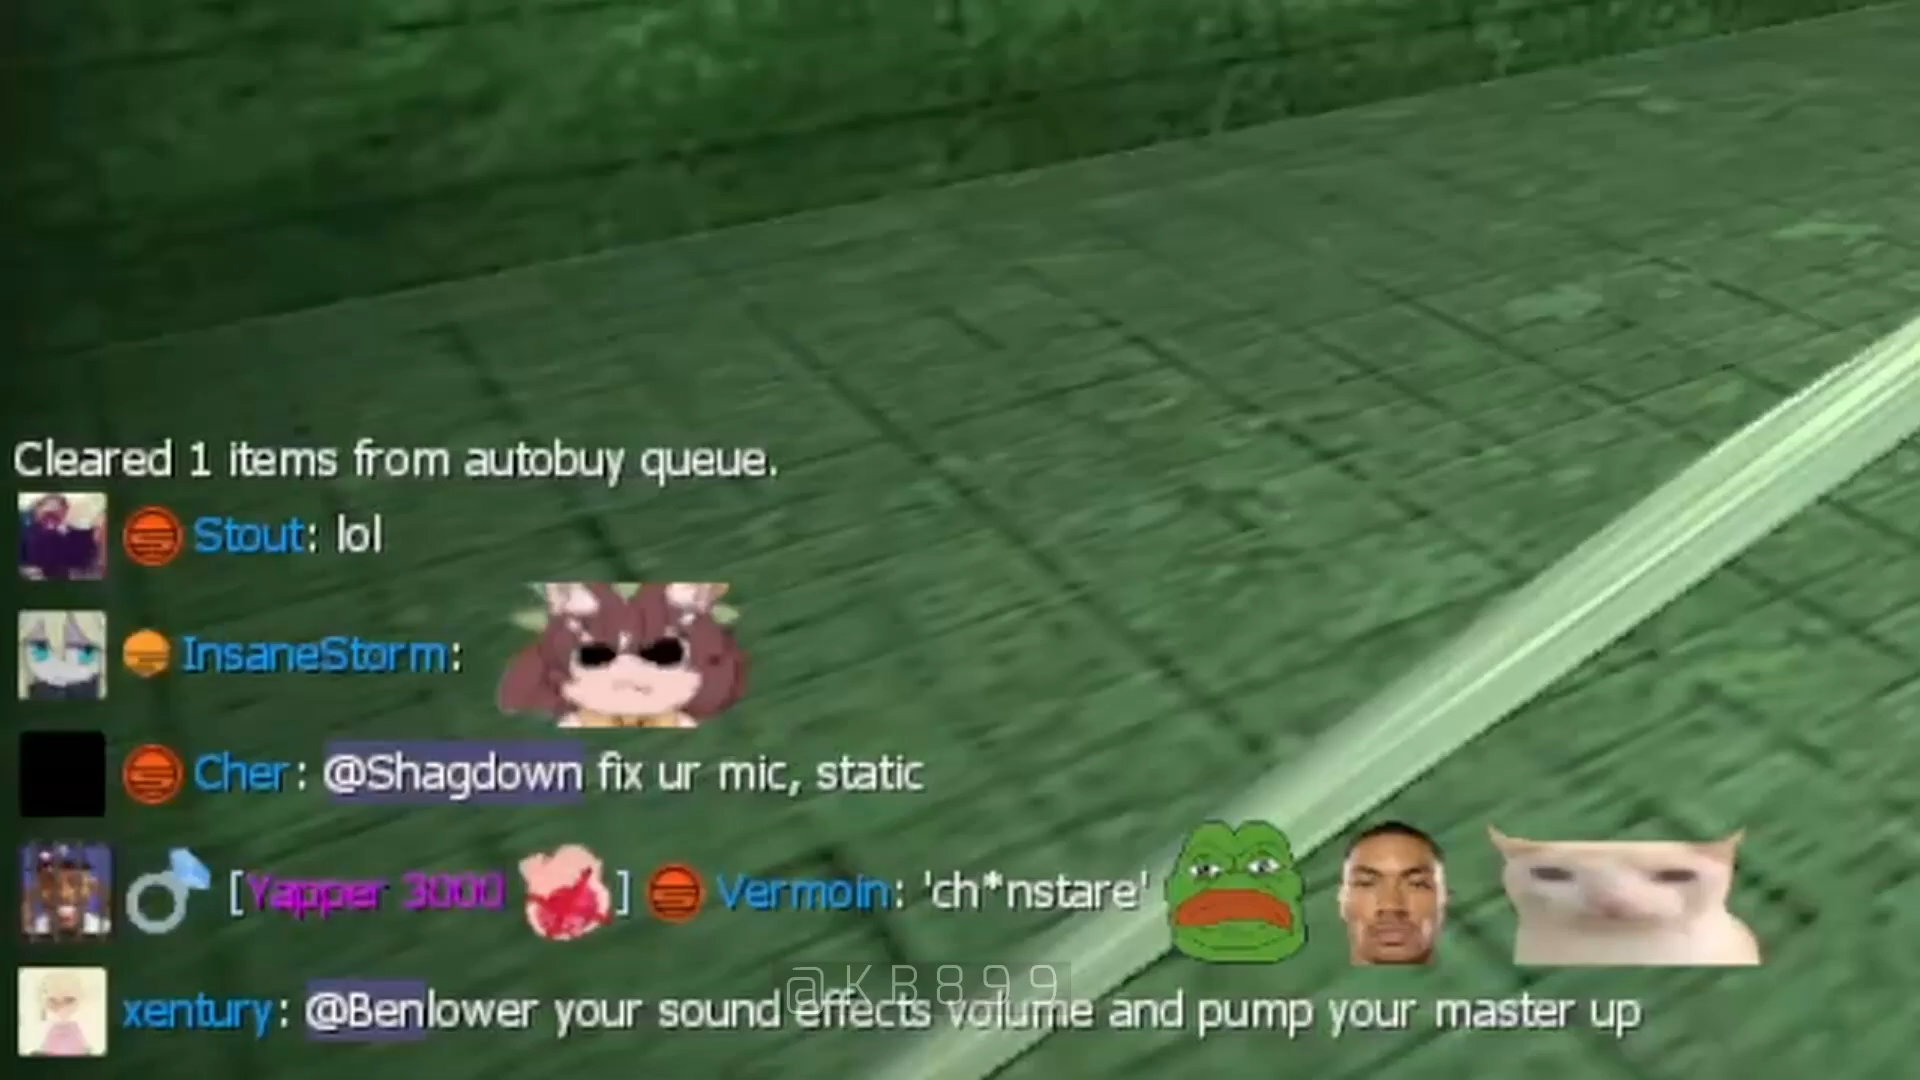 Cleared 1 items from autobuy queue.
Stout: lol
InsaneStorm:
Cher: @Shagdown fix ur mic, static
[Yapper 3000 ] Vermoin: 'ch*nstare'
xentury: @Benlower your sound effects volume and pump your master up
@KB899